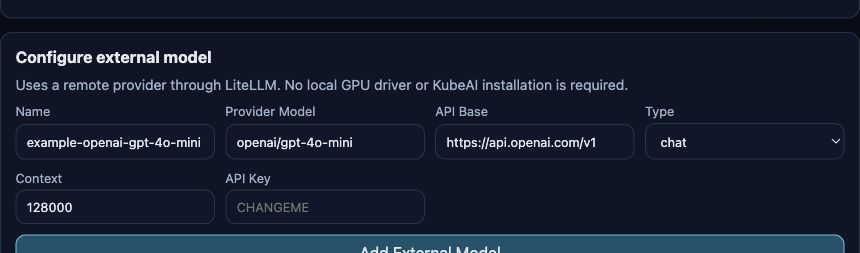 Configure external model
Uses a remote provider through LiteLLM. No local GPU driver or KubeAI installation is required.
Name Provider Model API Base Type
example-openai-gpt-4o-mini openai/gpt-4o-mini https://api.openai.com/v1 chat
Context API Key
128000 CHANGEME
Add External Model